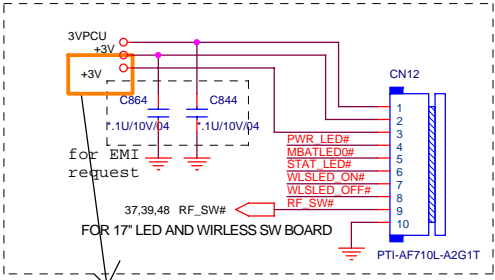 3VPCU
+3V
+3V
CN12
C864
C844
*.1U/10V/04
*.1U/10V/04
for EMI
request
1
2
3
4
5
6
7
8
9
10
PWR_LED#
MBATLED0#
STAT_LED#
WLSLED_ON#
WLSLED_OFF#
RF_SW#
37,39,48 RF_SW#
FOR 17" LED AND WIRLESS SW BOARD
PTI-AF710L-A2G1T